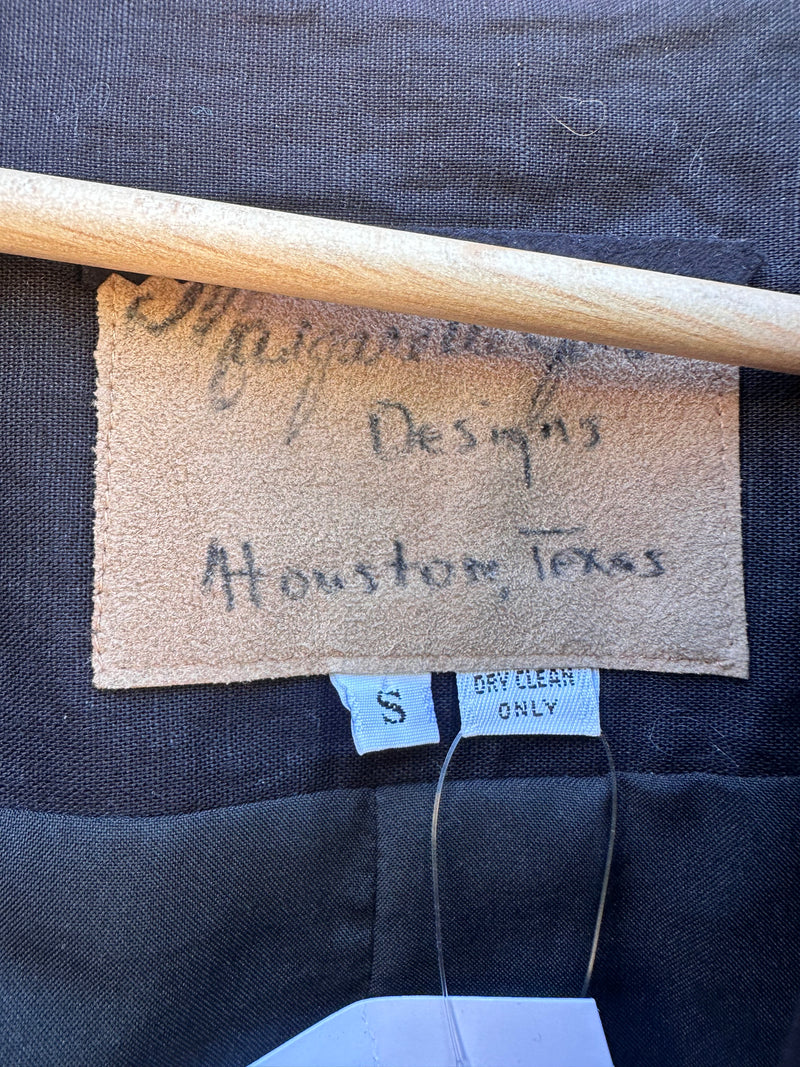 Designs
Houston, Texas
S
DRY CLEAN
ONLY